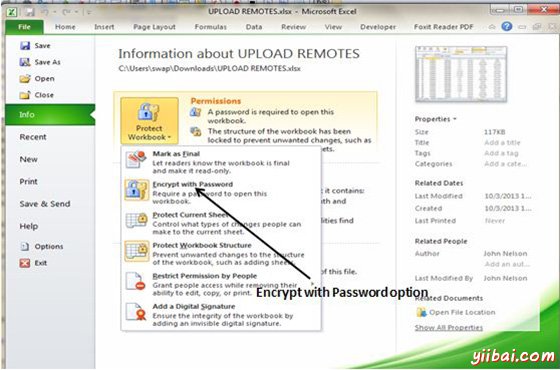 UPLOAD REMOTES.xlsx - Microsoft Excel
File Home Insert Page Layout Formulas Data Review View Foxit Reader PDF
Save
Save As
Open
Close
Info
Recent
New
Print
Save & Send
Help
Options
Exit
Information about UPLOAD REMOTES
C:\Users\swap\Downloads\UPLOAD REMOTES.xlsx
Protect
Workbook
Permissions
A password is required to open this
workbook.
The structure of the workbook has been
locked to prevent unwanted changes, such as
Mark as Final
Let readers know the workbook is final
and make it read-only.
Encrypt with Password
Require a password to open this
workbook.
Protect Current Sheet
Control what types of changes people can
make to the current sheet.
Protect Workbook Structure
Prevent unwanted changes to the structure
of the workbook, such as adding sheets.
Restrict Permission by People
Grant people access while removing their
ability to edit, copy, or print.
Add a Digital Signature
Ensure the integrity of the workbook by
adding an invisible digital signature.
it contains:
th and
ilities find
of this file.
Encrypt with Password option
Properties
Size 117KB
Title Add a title
Tags Add a tag
Categories Add a category
Related Dates
Last Modified 10/3/2013 1
Created 10/3/2013 1
Last Printed Never
Related People
Author John Nelson
Add an au
Last Modified By John Nelson
Related Documents
Open File Location
Show All Properties
yiibai.com